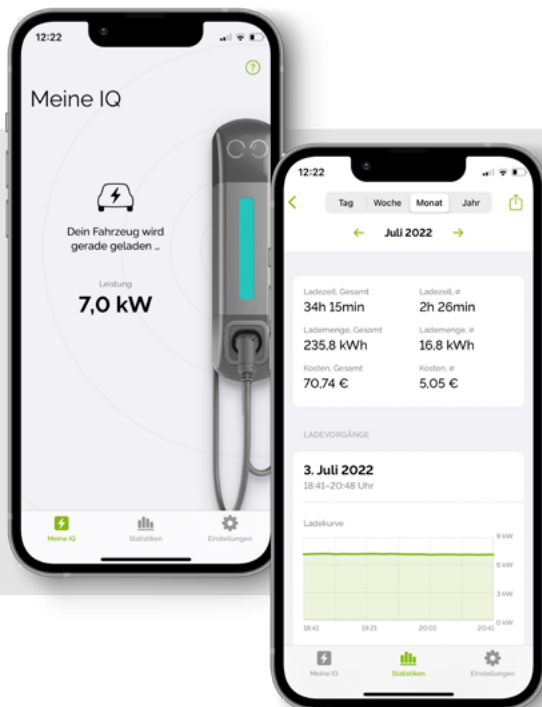 12:22
Meine IQ
Dein Fahrzeug wird
gerade geladen ...
Leistung
7,0 kW
Meine IQ
Statistiken
Einstellungen
12:22
Tag Woche Monat Jahr
← Juli 2022 →
Ladezeit, Gesamt Ladezeit, ø
34h 15min 2h 26min
Lademenge, Gesamt Lademenge, ø
235,8 kWh 16,8 kWh
Kosten, Gesamt Kosten, ø
70,74 € 5,05 €
LADEVORGÄNGE
3. Juli 2022
18:41–20:48 Uhr
Ladekurve
9 kW
6 kW
3 kW
0 kW
18:41 19:21 20:01 20:41
Meine IQ
Statistiken
Einstellungen